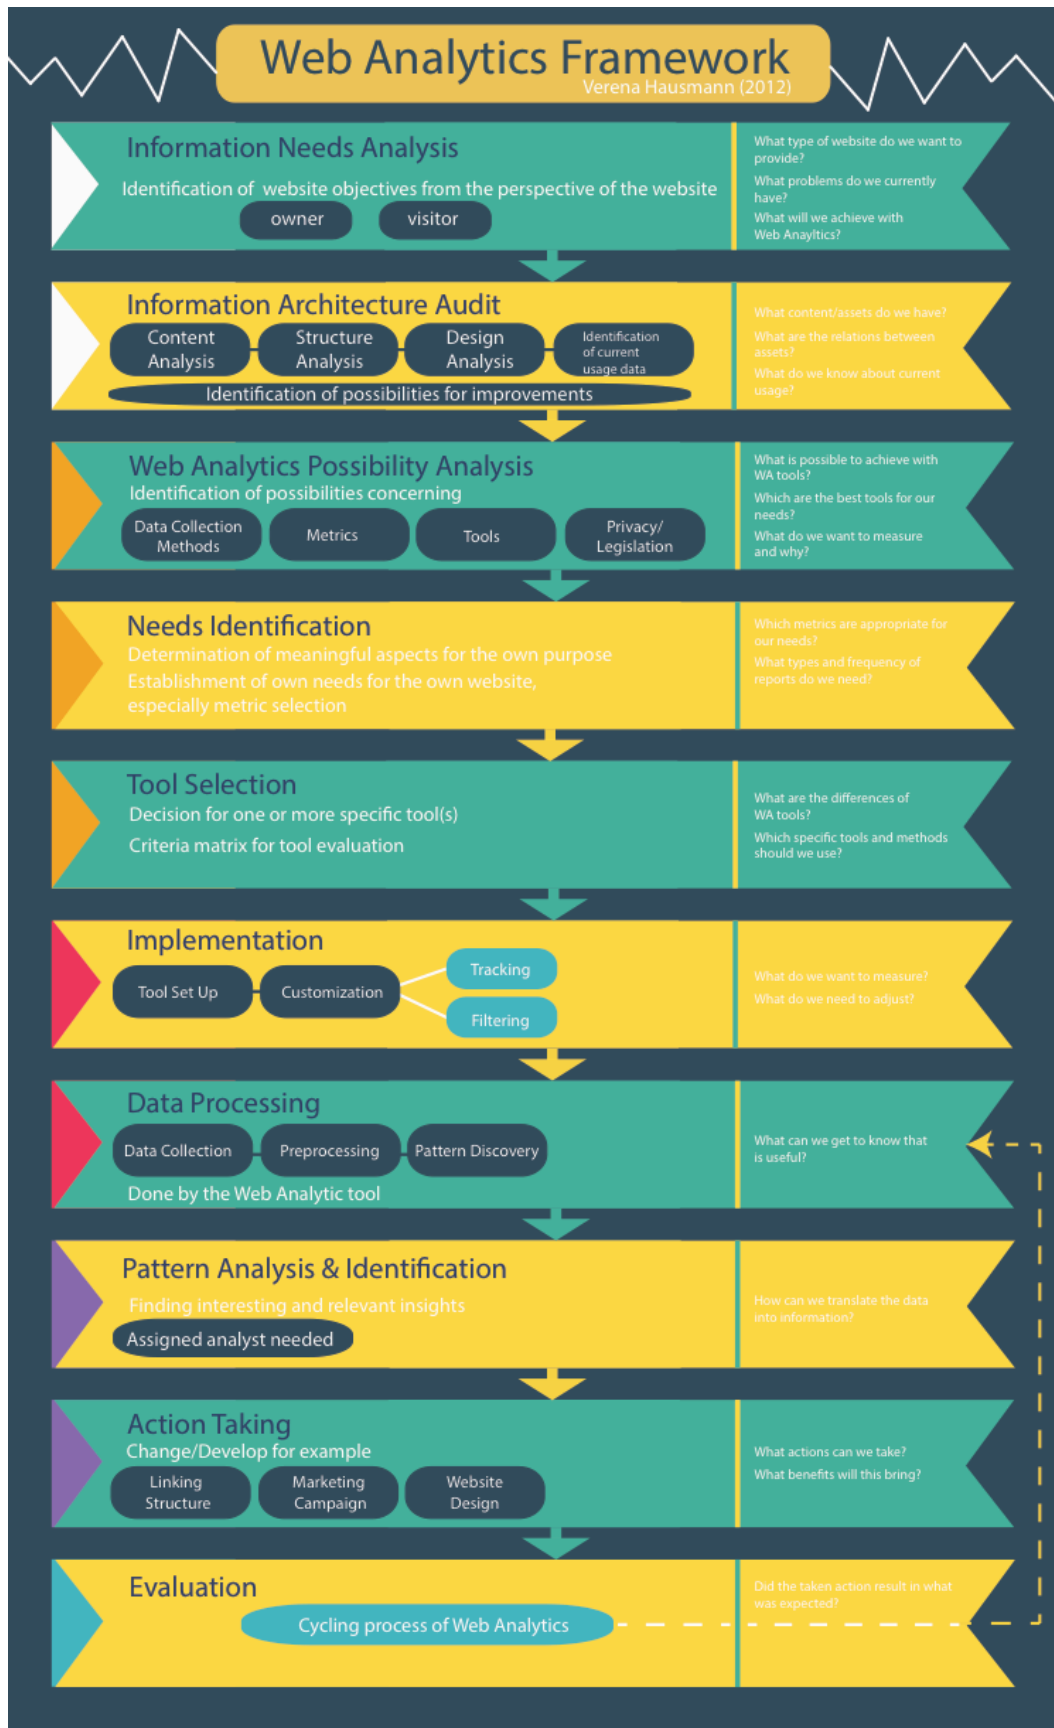 Web Analytics Framework
Verena Hausmann (2012)
Information Needs Analysis
Identification of website objectives from the perspective of the website
owner
visitor
What type of website do we want to
provide?
What problems do we currently
have?
What will we achieve with
Web Anayltics?
Information Architecture Audit
Content
Analysis
Structure
Analysis
Design
Analysis
Identification
of current
usage data
Identification of possibilities for improvements
What content/assets do we have?
What are the relations between
assets?
What do we know about current
usage?
Web Analytics Possibility Analysis
Identification of possibilities concerning
Data Collection
Methods
Metrics
Tools
Privacy/
Legislation
What is possible to achieve with
WA tools?
Which are the best tools for our
needs?
What do we want to measure
and why?
Needs Identification
Determination of meaningful aspects for the own purpose
Establishment of own needs for the own website,
especially metric selection
Which metrics are appropriate for
our needs?
What types and frequency of
reports do we need?
Tool Selection
Decision for one or more specific tool(s)
Criteria matrix for tool evaluation
What are the differences of
WA tools?
Which specific tools and methods
should we use?
Implementation
Tool Set Up
Customization
Tracking
Filtering
What do we want to measure?
What do we need to adjust?
Data Processing
Data Collection
Preprocessing
Pattern Discovery
Done by the Web Analytic tool
What can we get to know that
is useful?
Pattern Analysis & Identification
Finding interesting and relevant insights
Assigned analyst needed
How can we translate the data
into information?
Action Taking
Change/Develop for example
Linking
Structure
Marketing
Campaign
Website
Design
What actions can we take?
What benefits will this bring?
Evaluation
Cycling process of Web Analytics
Did the taken action result in what
was expected?